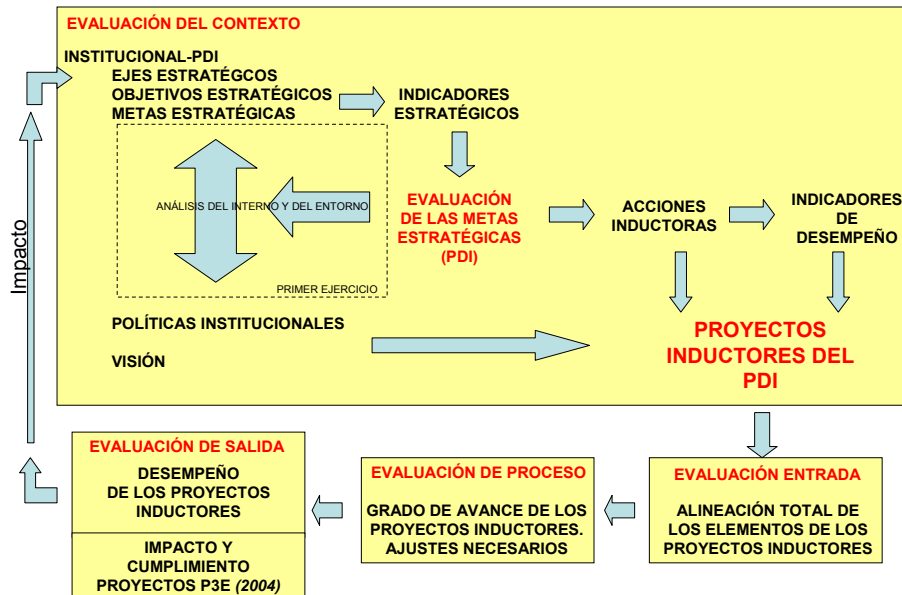 EVALUACIÓN DEL CONTEXTO
INSTITUCIONAL-PDI
EJES ESTRATÉGCOS
OBJETIVOS ESTRATÉGICOS
METAS ESTRATÉGICAS
INDICADORES
ESTRATÉGICOS
ANÁLISIS DEL INTERNO Y DEL ENTORNO
PRIMER EJERCICIO
EVALUACIÓN
DE LAS METAS
ESTRATÉGICAS
(PDI)
ACCIONES
INDUCTORAS
INDICADORES
DE
DESEMPEÑO
POLÍTICAS INSTITUCIONALES
VISIÓN
PROYECTOS
INDUCTORES DEL
PDI
Impacto
EVALUACIÓN DE SALIDA
DESEMPEÑO
DE LOS PROYECTOS
INDUCTORES
IMPACTO Y
CUMPLIMIENTO
PROYECTOS P3E (2004)
EVALUACIÓN DE PROCESO
GRADO DE AVANCE DE LOS
PROYECTOS INDUCTORES.
AJUSTES NECESARIOS
EVALUACIÓN ENTRADA
ALINEACIÓN TOTAL DE
LOS ELEMENTOS DE LOS
PROYECTOS INDUCTORES